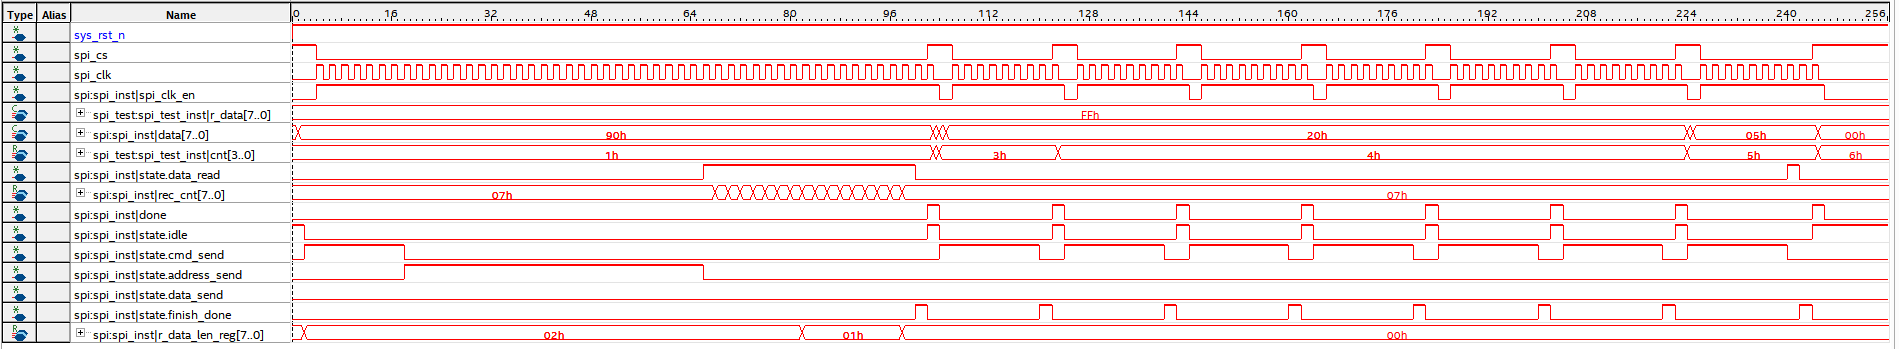 Type Alias Name 0 16 32 48 64 80 96 112 128 144 160 176 192 208 224 240 256
sys_rst_n
spi_cs
spi_clk
spi:spi_inst|spi_clk_en
spi_test:spi_test_inst|r_data[7..0] FFh
spi:spi_inst|data[7..0] 90h 20h 05h 00h
spi_test:spi_test_inst|cnt[3..0] 1h 3h 4h 5h 6h
spi:spi_inst|state.data_read
spi:spi_inst|rec_cnt[7..0] 07h 07h
spi:spi_inst|done
spi:spi_inst|state.idle
spi:spi_inst|state.cmd_send
spi:spi_inst|state.address_send
spi:spi_inst|state.data_send
spi:spi_inst|state.finish_done
spi:spi_inst|r_data_len_reg[7..0] 02h 01h 00h